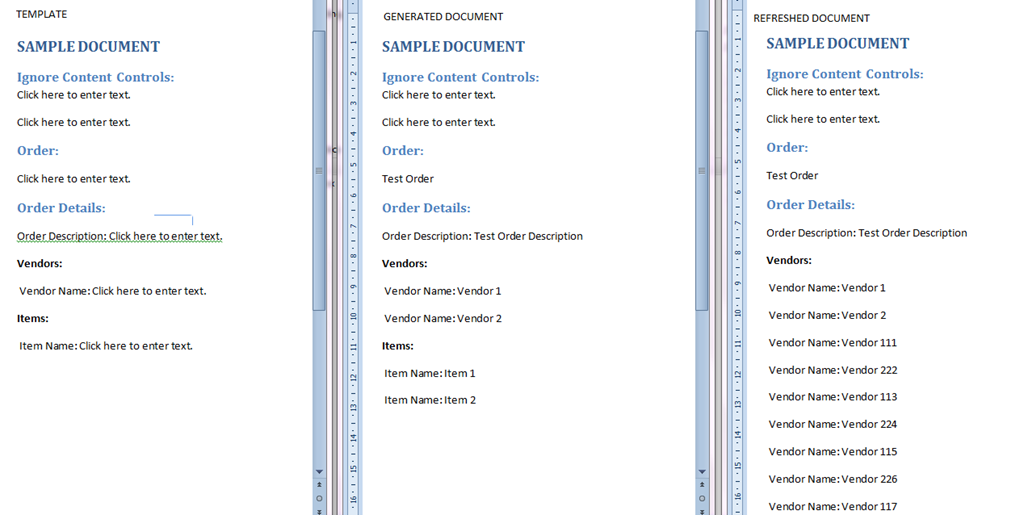 TEMPLATE
SAMPLE DOCUMENT
Ignore Content Controls:
Click here to enter text.
Click here to enter text.
Order:
Click here to enter text.
Order Details:
Order Description: Click here to enter text.
Vendors:
Vendor Name: Click here to enter text.
Items:
Item Name: Click here to enter text.
GENERATED DOCUMENT
SAMPLE DOCUMENT
Ignore Content Controls:
Click here to enter text.
Click here to enter text.
Order:
Test Order
Order Details:
Order Description: Test Order Description
Vendors:
Vendor Name: Vendor 1
Vendor Name: Vendor 2
Items:
Item Name: Item 1
Item Name: Item 2
REFRESHED DOCUMENT
SAMPLE DOCUMENT
Ignore Content Controls:
Click here to enter text.
Click here to enter text.
Order:
Test Order
Order Details:
Order Description: Test Order Description
Vendors:
Vendor Name: Vendor 1
Vendor Name: Vendor 2
Vendor Name: Vendor 111
Vendor Name: Vendor 222
Vendor Name: Vendor 113
Vendor Name: Vendor 224
Vendor Name: Vendor 115
Vendor Name: Vendor 226
Vendor Name: Vendor 117